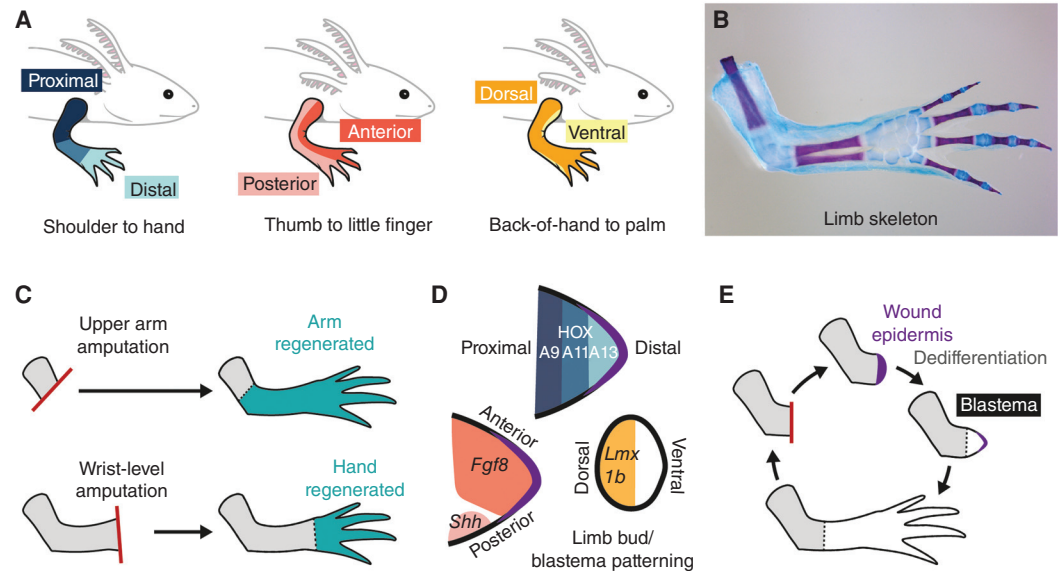 A
Proximal
Distal
Shoulder to hand
Anterior
Posterior
Thumb to little finger
Dorsal
Ventral
Back-of-hand to palm
B
Limb skeleton
C
Upper arm
amputation
Arm
regenerated
Wrist-level
amputation
Hand
regenerated
D
Proximal
HOX
A9 A11 A13
Distal
Anterior
Fgf8
Shh
Posterior
Dorsal
Lmx
1b
Ventral
Limb bud/
blastema patterning
E
Wound
epidermis
Dedifferentiation
Blastema